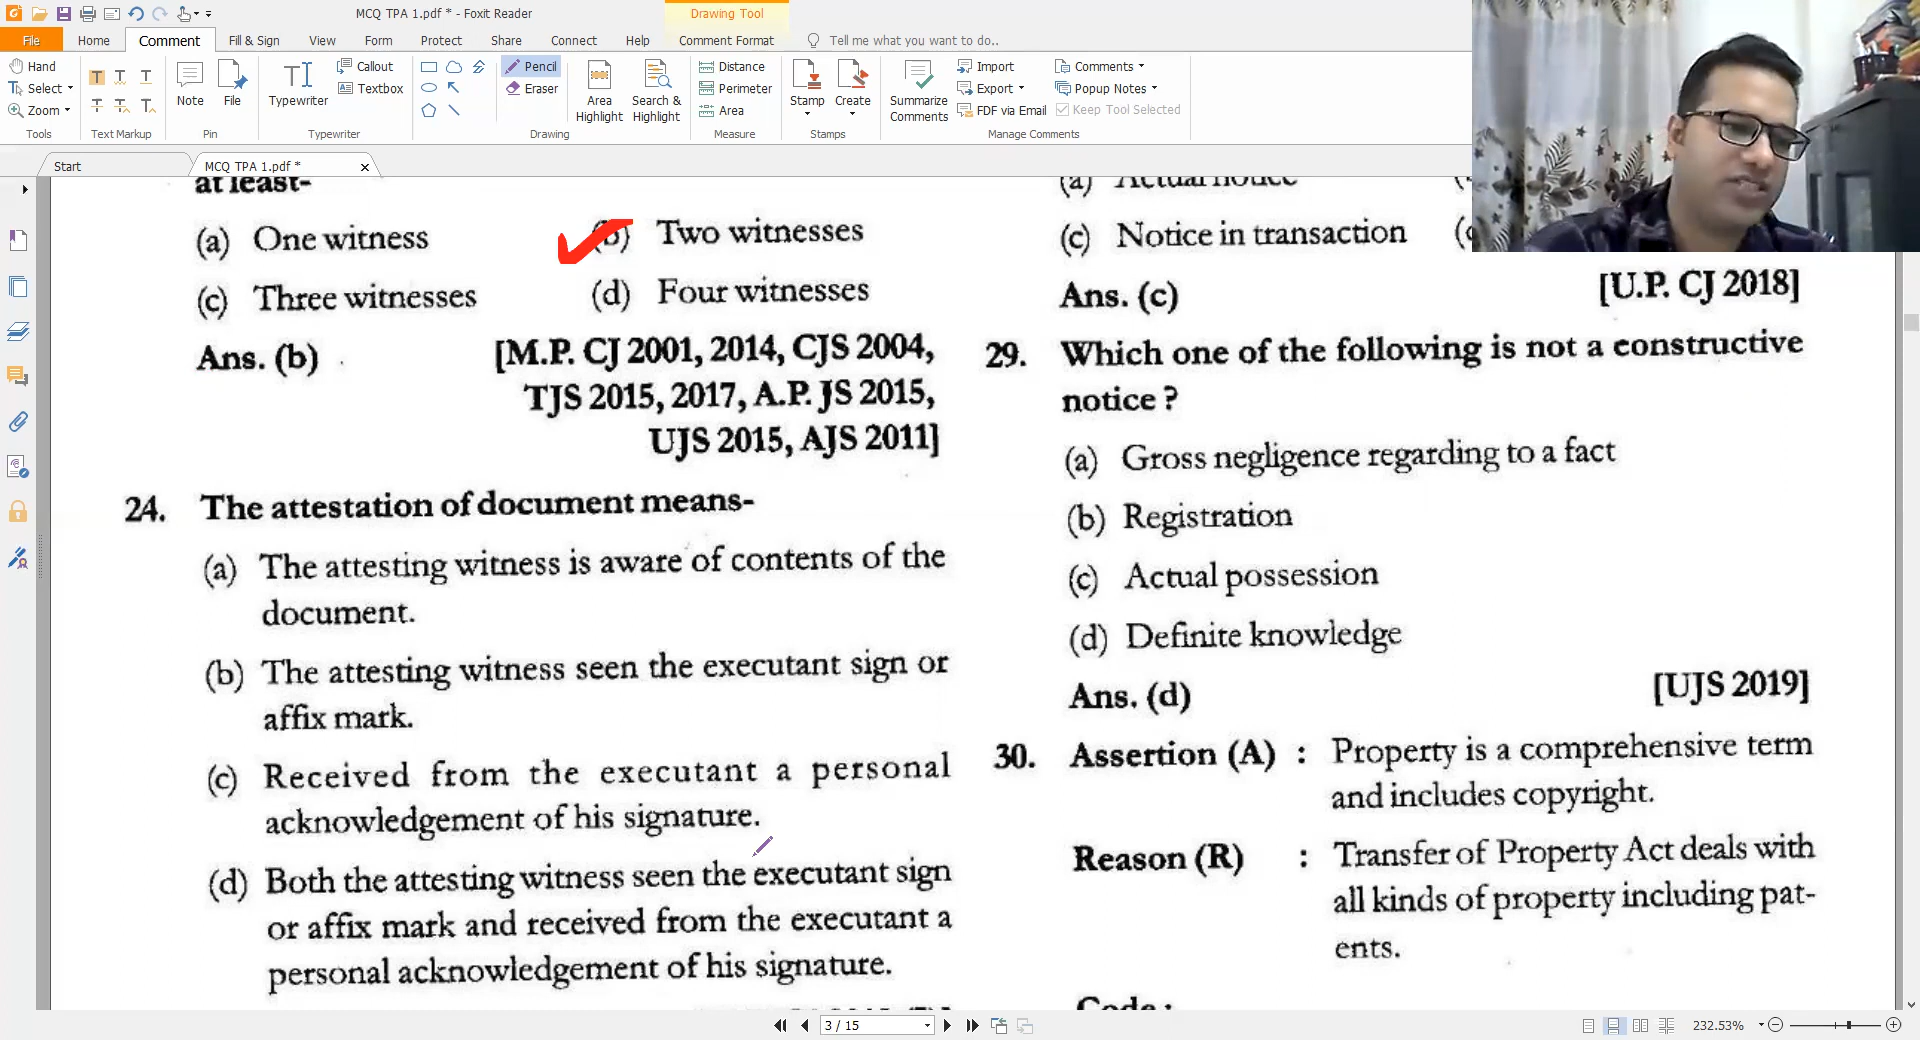 MCQ TPA 1.pdf * - Foxit Reader
Drawing Tool
File Home Comment Fill & Sign View Form Protect Share Connect Help Comment Format Tell me what you want to do..
Hand
Select
Zoom
Tools
Text Markup
Note
File
Pin
Typewriter
Callout
Textbox
Typewriter
Pencil
Eraser
Drawing
Area Highlight
Search & Highlight
Distance
Perimeter
Area
Measure
Stamp
Create
Stamps
Summarize Comments
Import
Export
FDF via Email
Comments
Popup Notes
Keep Tool Selected
Manage Comments
Start
MCQ TPA 1.pdf *
at least-
(a) One witness (b) Two witnesses
(c) Three witnesses (d) Four witnesses
Ans. (b) [M.P. CJ 2001, 2014, CJS 2004,
TJS 2015, 2017, A.P. JS 2015,
UJS 2015, AJS 2011]
24. The attestation of document means-
(a) The attesting witness is aware of contents of the
document.
(b) The attesting witness seen the executant sign or
affix mark.
(c) Received from the executant a personal
acknowledgement of his signature.
(d) Both the attesting witness seen the executant sign
or affix mark and received from the executant a
personal acknowledgement of his signature.
(a) Actual notice
(c) Notice in transaction
Ans. (c) [U.P. CJ 2018]
29. Which one of the following is not a constructive
notice ?
(a) Gross negligence regarding to a fact
(b) Registration
(c) Actual possession
(d) Definite knowledge
Ans. (d) [UJS 2019]
30. Assertion (A) : Property is a comprehensive term
and includes copyright.
Reason (R) : Transfer of Property Act deals with
all kinds of property including pat-
ents.
Code :
3 / 15
232.53%